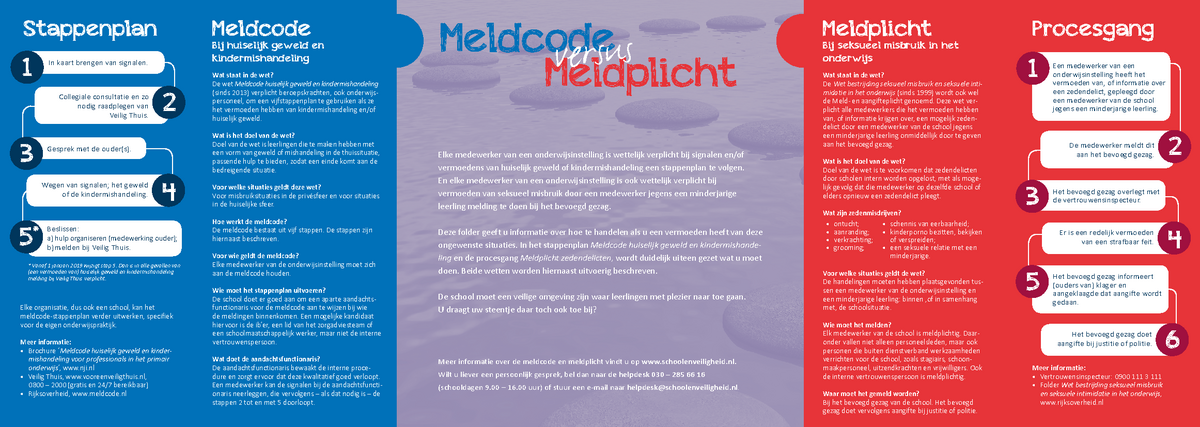 Stappenplan
1 In kaart brengen van signalen.
Collegiale consultatie en zo
nodig raadplegen van
Veilig Thuis.
2
3 Gesprek met de ouder(s).
Wegen van signalen; het geweld
of de kindermishandeling.
4
5* Beslissen:
a) hulp organiseren (medewerking ouder);
b) melden bij Veilig Thuis.
* Vanaf 1 januari 2019 wijzigt stap 5. Dan is in alle gevallen van
(een vermoeden van) huiselijk geweld en kindermishandeling
melding bij Veilig Thuis verplicht.
Elke organisatie, dus ook een school, kan het
meldcode-stappenplan verder uitwerken, specifiek
voor de eigen onderwijspraktijk.
Meer informatie:
• Brochure 'Meldcode huiselijk geweld en kinder-
mishandeling voor professionals in het primair
onderwijs', www.nji.nl
• Veilig Thuis, www.vooreenveiligthuis.nl,
0800 – 2000 (gratis en 24/7 bereikbaar)
• Rijksoverheid, www.meldcode.nl
Meldcode
Bij huiselijk geweld en
kindermishandeling
Wat staat in de wet?
De wet Meldcode huiselijk geweld en kindermishandeling
(sinds 2013) verplicht beroepskrachten, ook onderwijs-
personeel, om een vijfstappenplan te gebruiken als ze
het vermoeden hebben van kindermishandeling en/of
huiselijk geweld.
Wat is het doel van de wet?
Doel van de wet is leerlingen die te maken hebben met
een vorm van geweld of mishandeling in de thuissituatie,
passende hulp te bieden, zodat een einde komt aan de
bedreigende situatie.
Voor welke situaties geldt deze wet?
Voor misbruiksituaties in de privésfeer en voor situaties
in de huiselijke sfeer.
Hoe werkt de meldcode?
De meldcode bestaat uit vijf stappen. De stappen zijn
hiernaast beschreven.
Voor wie geldt de meldcode?
Elke medewerker van de onderwijsinstelling moet zich
aan de meldcode houden.
Wie moet het stappenplan uitvoeren?
De school doet er goed aan om een aparte aandachts-
functionaris voor de meldcode aan te wijzen bij wie
de meldingen binnenkomen. Een mogelijke kandidaat
hiervoor is de ib'er, een lid van het zorgadviesteam of
een schoolmaatschappelijk werker, maar niet de interne
vertrouwenspersoon.
Wat doet de aandachtsfunctionaris?
De aandachtsfunctionaris bewaakt de interne proce-
dure en zorgt ervoor dat deze kwalitatief goed verloopt.
Een medewerker kan de signalen bij de aandachtsfuncti-
onaris neerleggen, die vervolgens – als dat nodig is – de
stappen 2 tot en met 5 doorloopt.
Meldcode
versus
Meldplicht
Elke medewerker van een onderwijsinstelling is wettelijk verplicht bij signalen en/of
vermoedens van huiselijk geweld of kindermishandeling een stappenplan te volgen.
En elke medewerker van een onderwijsinstelling is ook wettelijk verplicht bij
vermoeden van seksueel misbruik door een medewerker jegens een minderjarige
leerling melding te doen bij het bevoegd gezag.
Deze folder geeft u informatie over hoe te handelen als u een vermoeden heeft van deze
ongewenste situaties. In het stappenplan Meldcode huiselijk geweld en kindermishande-
ling en de procesgang Meldplicht zedendelicten, wordt duidelijk uiteen gezet wat u moet
doen. Beide wetten worden hiernaast uitvoerig beschreven.
De school moet een veilige omgeving zijn waar leerlingen met plezier naar toe gaan.
U draagt uw steentje daar toch ook toe bij?
Meer informatie over de meldcode en meldplicht vindt u op www.schoolenveiligheid.nl.
Wilt u liever een persoonlijk gesprek, bel dan naar de helpdesk 030 – 285 66 16
(schooldagen 9.00 – 16.00 uur) of stuur een e-mail naar helpdesk@schoolenveiligheid.nl
Meldplicht
Bij seksueel misbruik in het
onderwijs
Wat staat in de wet?
De Wet bestrijding seksueel misbruik en seksuele inti-
midatie in het onderwijs (sinds 1999) wordt ook wel
de Meld- en aangifteplicht genoemd. Deze wet ver-
plicht alle medewerkers die het vermoeden hebben
van, of informatie krijgen over, een mogelijk zeden-
delict door een medewerker van de school jegens
een minderjarige leerling onmiddellijk door te geven
aan het bevoegd gezag.
Wat is het doel van de wet?
Doel van de wet is te voorkomen dat zedendelicten
door scholen intern worden opgelost, met als moge-
lijk gevolg dat die medewerker op dezelfde school of
elders opnieuw een zedendelict pleegt.
Wat zijn zedenmisdrijven?
• ontucht;
• aanranding;
• verkrachting;
• grooming;
• schennis van eerbaarheid;
• kinderporno bezitten, bekijken
of verspreiden;
• een seksuele relatie met een
minderjarige.
Voor welke situaties geldt de wet?
De handelingen moeten hebben plaatsgevonden tus-
sen een medewerker van de onderwijsinstelling en
een minderjarige leerling: binnen, of in samenhang
met, de schoolsituatie.
Wie moet het melden?
Elke medewerker van de school is meldplichtig. Daar-
onder vallen niet alleen personeelsleden, maar ook
personen die buiten dienstverband werkzaamheden
verrichten voor de school, zoals stagiairs, schoon-
maakpersoneel, uitzendkrachten en vrijwilligers. Ook
de interne vertrouwenspersoon is meldplichtig.
Waar moet het gemeld worden?
Bij het bevoegd gezag van de school. Het bevoegd
gezag doet vervolgens aangifte bij justitie of politie.
Procesgang
1 Een medewerker van een
onderwijsinstelling heeft het
vermoeden van, of informatie over
een zedendelict, gepleegd door
een medewerker van de school
jegens een minderjarige leerling.
De medewerker meldt dit
aan het bevoegd gezag.
2
3 Het bevoegd gezag overlegt met
de vertrouwensinspecteur.
Er is een redelijk vermoeden
van een strafbaar feit.
4
5 Het bevoegd gezag informeert
(ouders van) klager en
aangeklaagde dat aangifte wordt
gedaan.
Het bevoegd gezag doet
aangifte bij justitie of politie.
6
Meer informatie:
• Vertrouwensinspecteur: 0900 111 3 111
• Folder Wet bestrijding seksueel misbruik
en seksuele intimidatie in het onderwijs,
www.rijksoverheid.nl